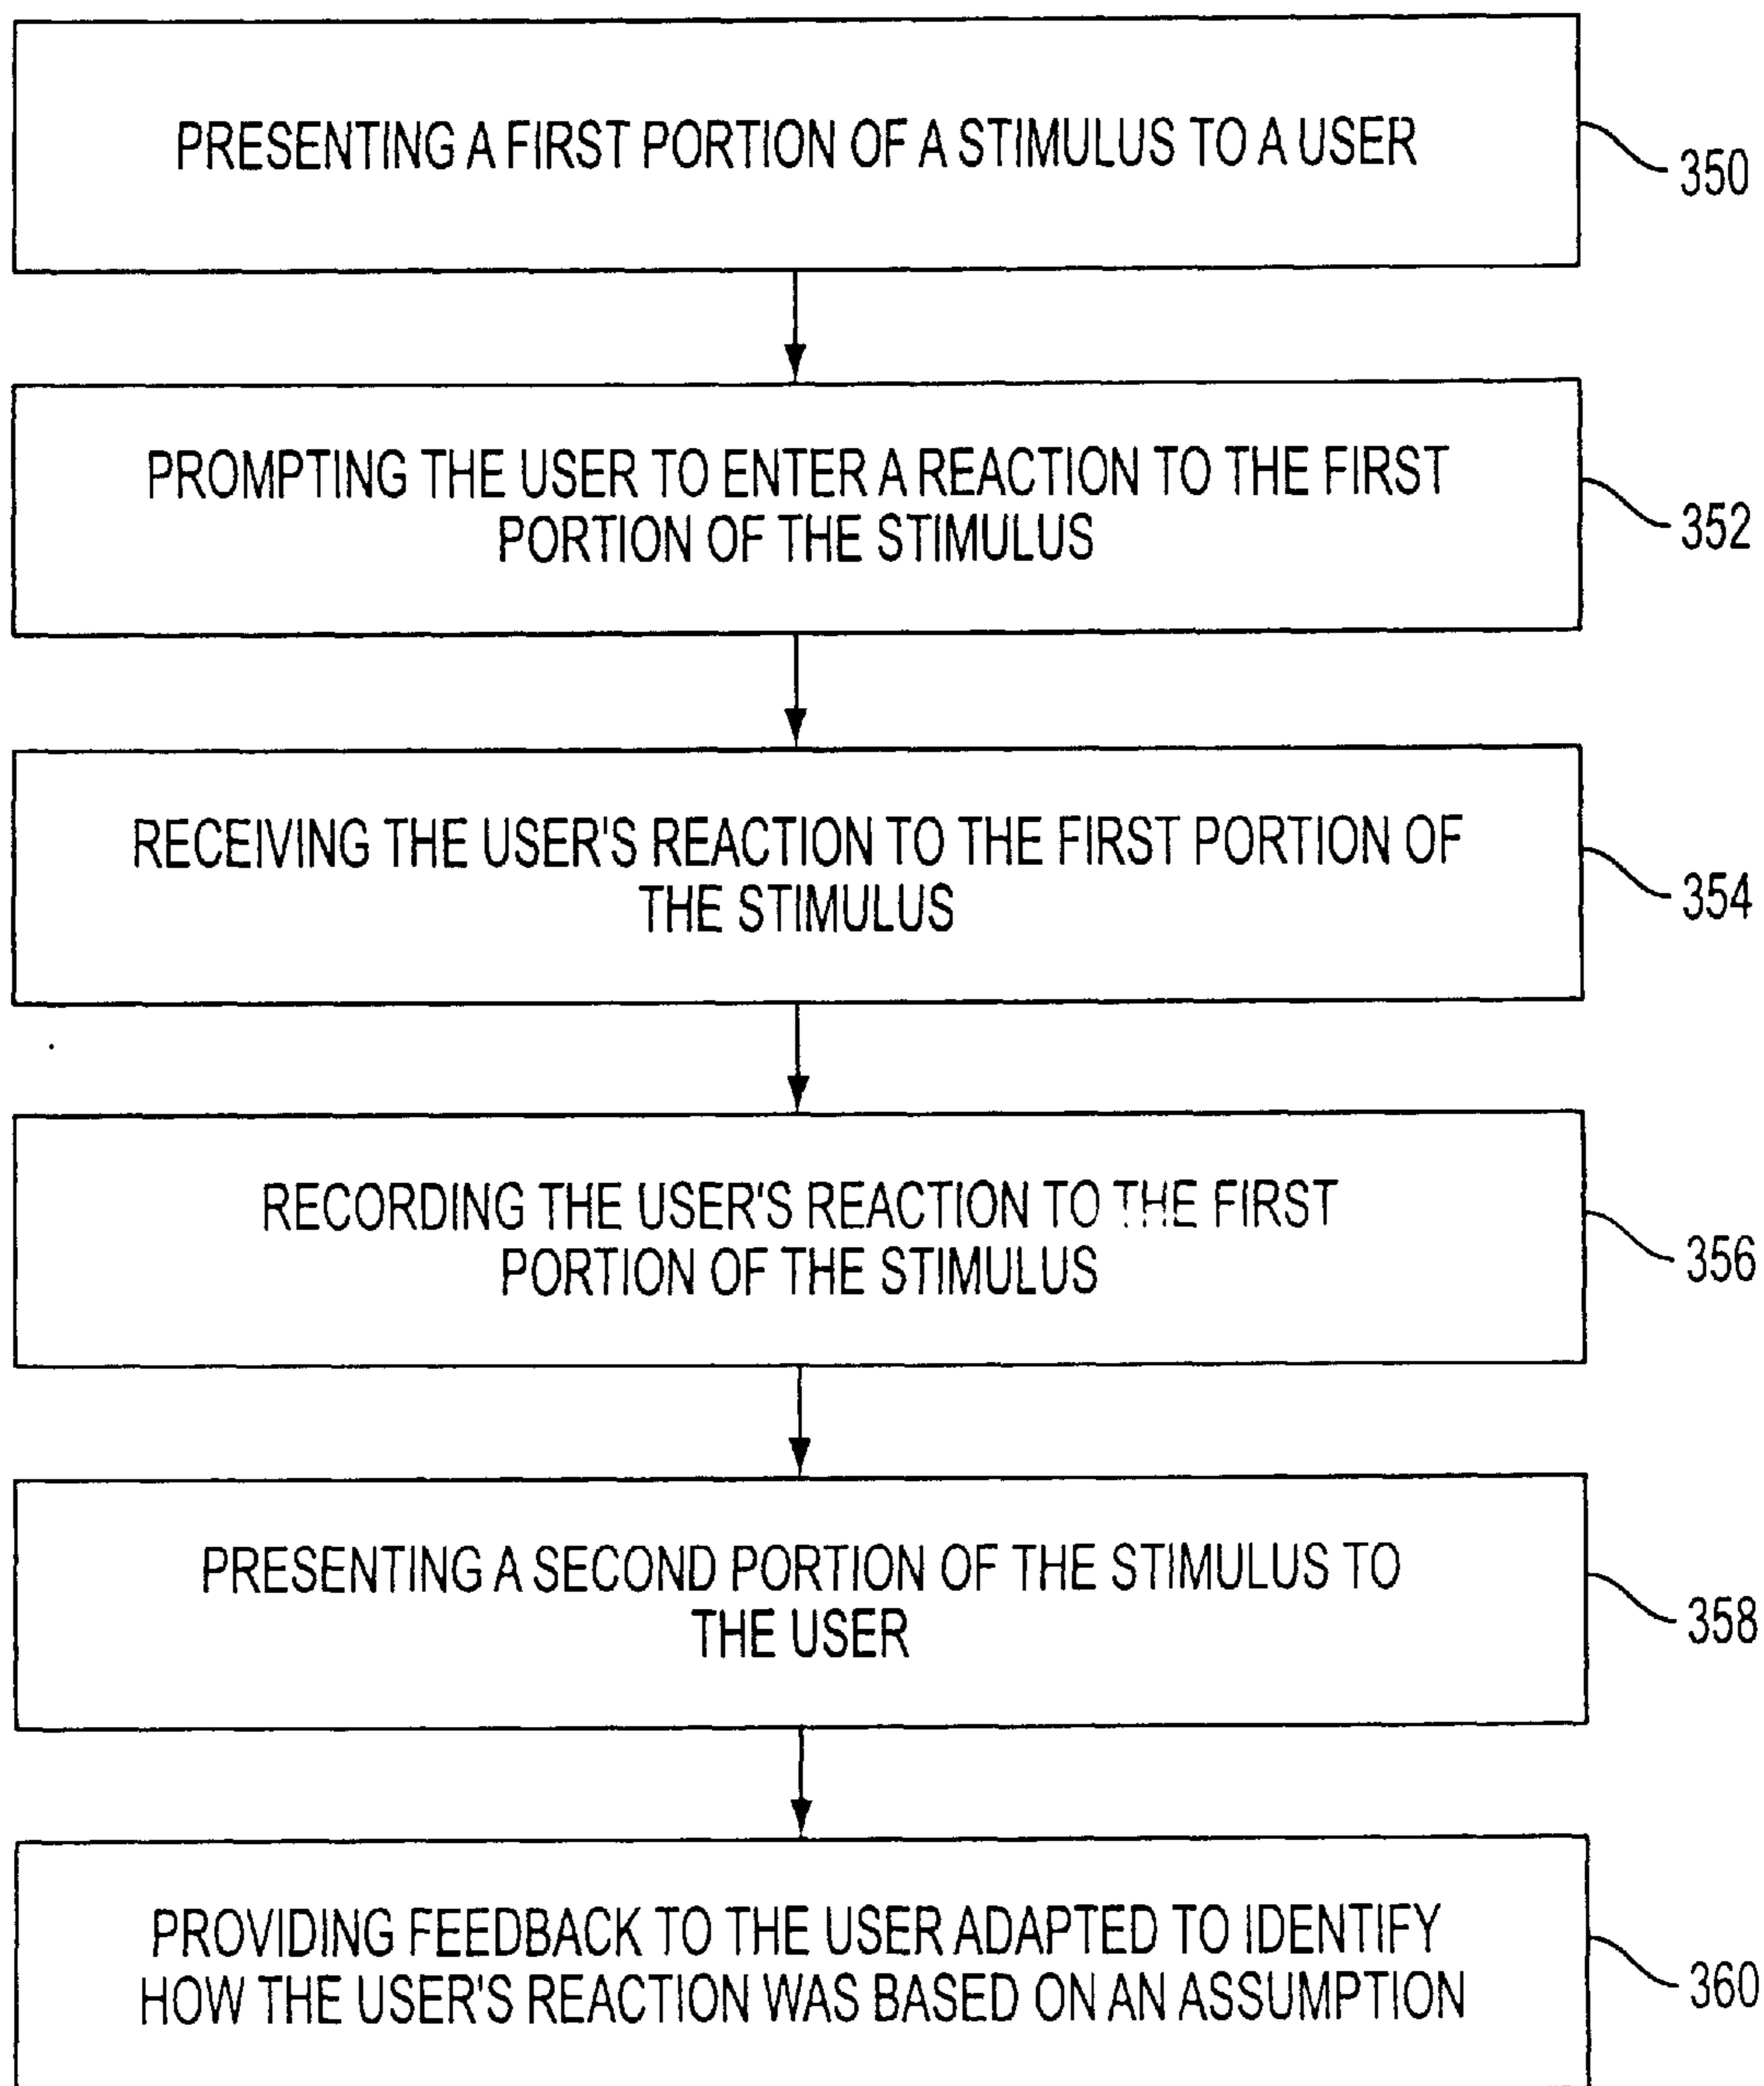 PRESENTING A FIRST PORTION OF A STIMULUS TO A USER
350
PROMPTING THE USER TO ENTER A REACTION TO THE FIRST
PORTION OF THE STIMULUS
352
RECEIVING THE USER'S REACTION TO THE FIRST PORTION OF
THE STIMULUS
354
RECORDING THE USER'S REACTION TO THE FIRST
PORTION OF THE STIMULUS
356
PRESENTING A SECOND PORTION OF THE STIMULUS TO
THE USER
358
PROVIDING FEEDBACK TO THE USER ADAPTED TO IDENTIFY
HOW THE USER'S REACTION WAS BASED ON AN ASSUMPTION
360